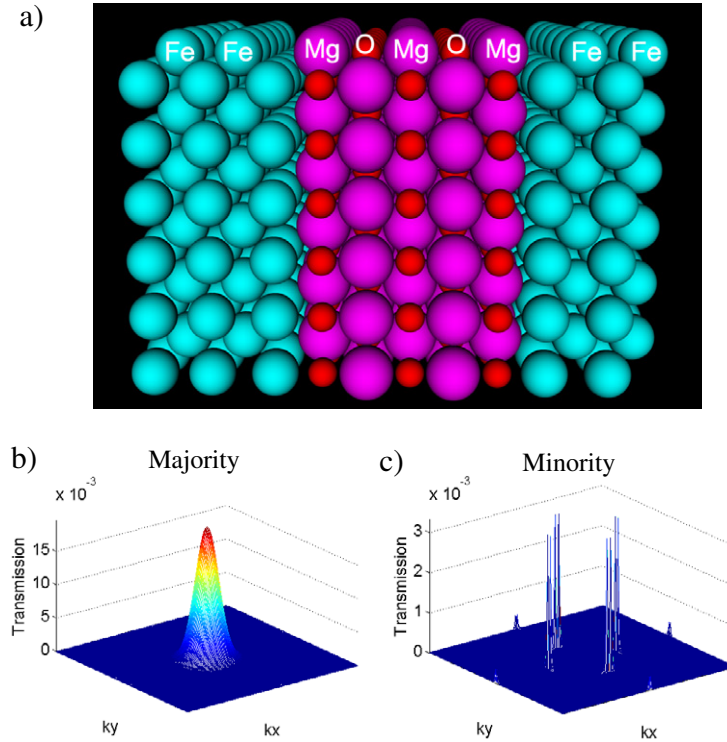 a)
Fe Fe Mg O Mg O Mg Fe Fe
b) Majority
x 10-3
Transmission
15
10
5
0
ky
kx
c) Minority
x 10-3
Transmission
3
2
1
0
ky
kx